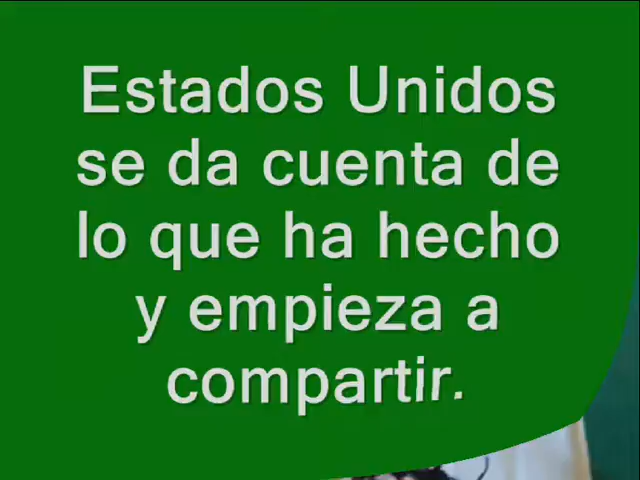 Estados Unidos
se da cuenta de
lo que ha hecho
y empieza a
compartir.